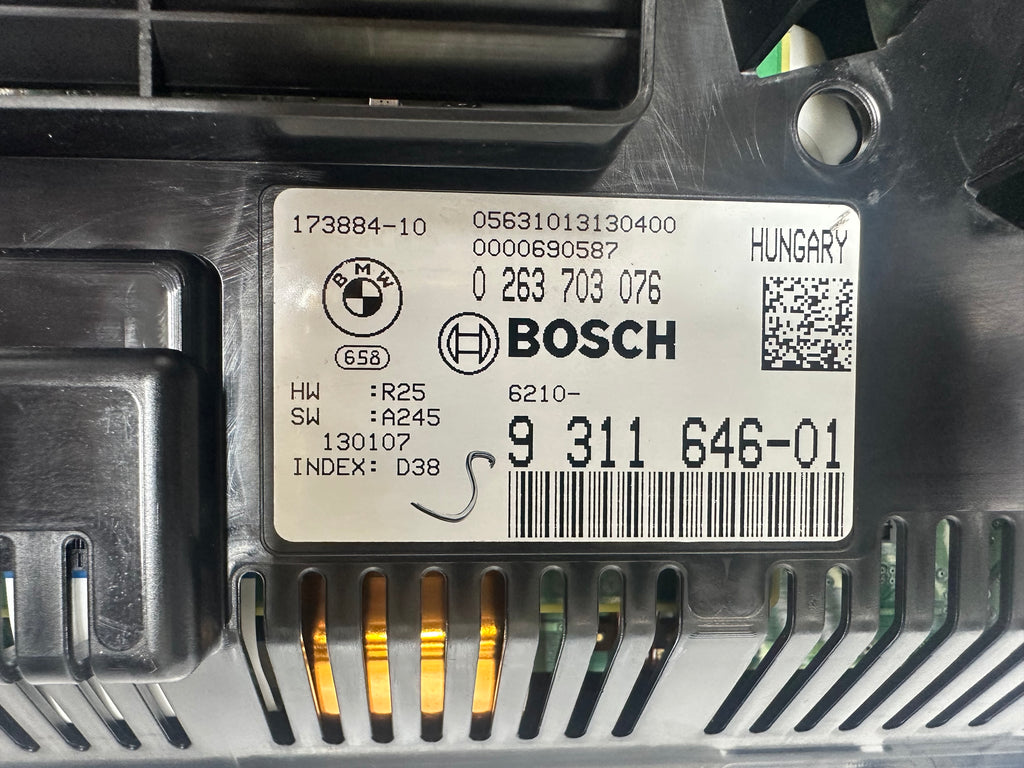 173884-10
05631013130400
0000690587
HUNGARY
0 263 703 076
BMW
BOSCH
658
HW :R25
SW :A245
130107
INDEX: D38
6210-
9 311 646-01